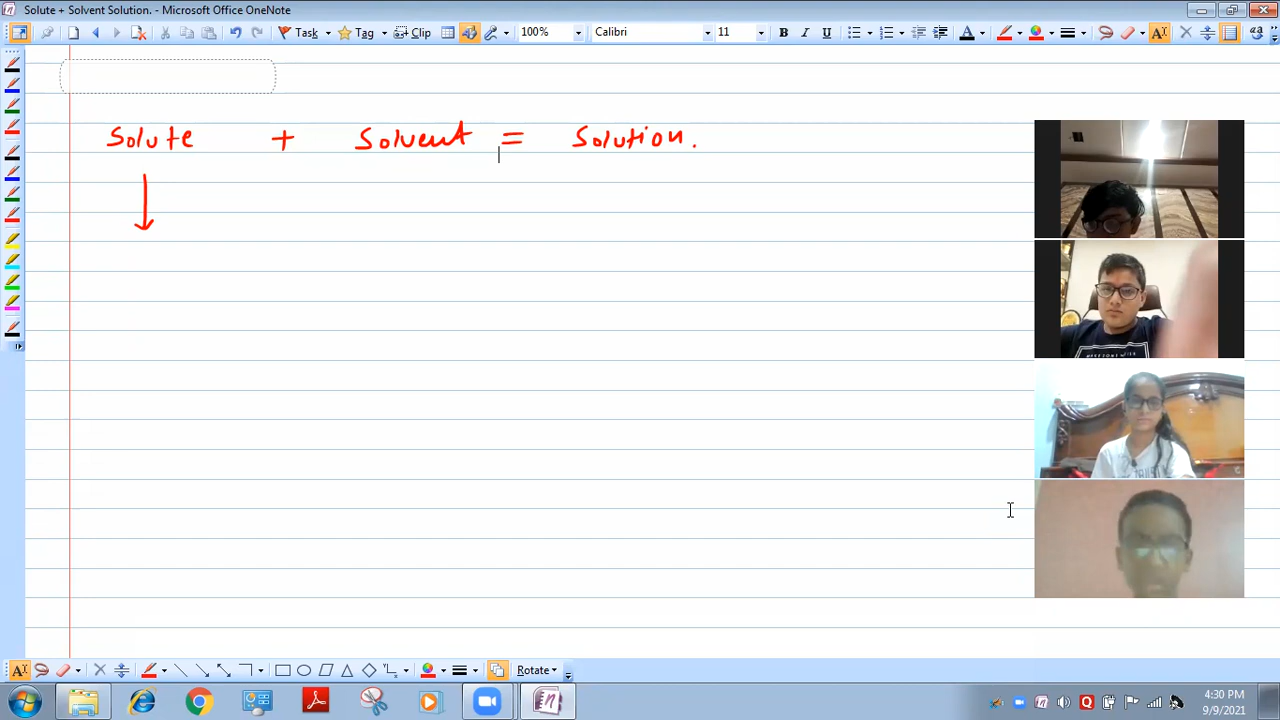 Solute + Solvent Solution. - Microsoft Office OneNote
Task Tag Clip 100% Calibri 11 B I U A
Solute + Solvent = Solution.
Rotate
4:30 PM
9/9/2021